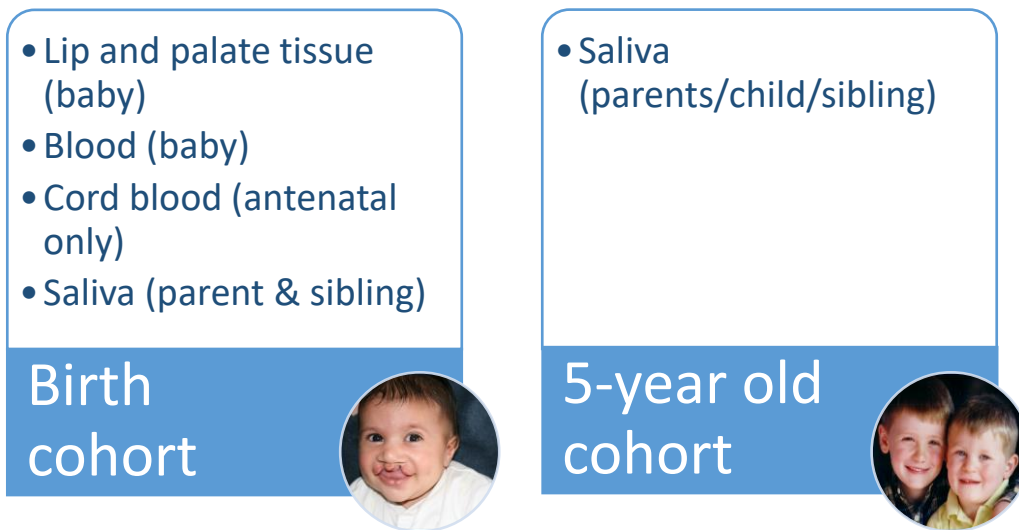 • Lip and palate tissue
(baby)
• Blood (baby)
• Cord blood (antenatal
only)
• Saliva (parent & sibling)
Birth
cohort
• Saliva
(parents/child/sibling)
5-year old
cohort